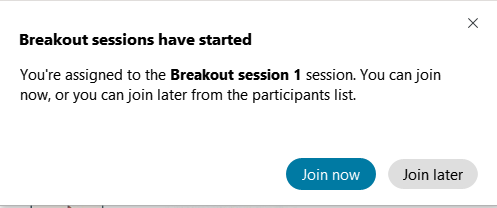 Breakout sessions have started
You're assigned to the Breakout session 1 session. You can join
now, or you can join later from the participants list.
Join now
Join later